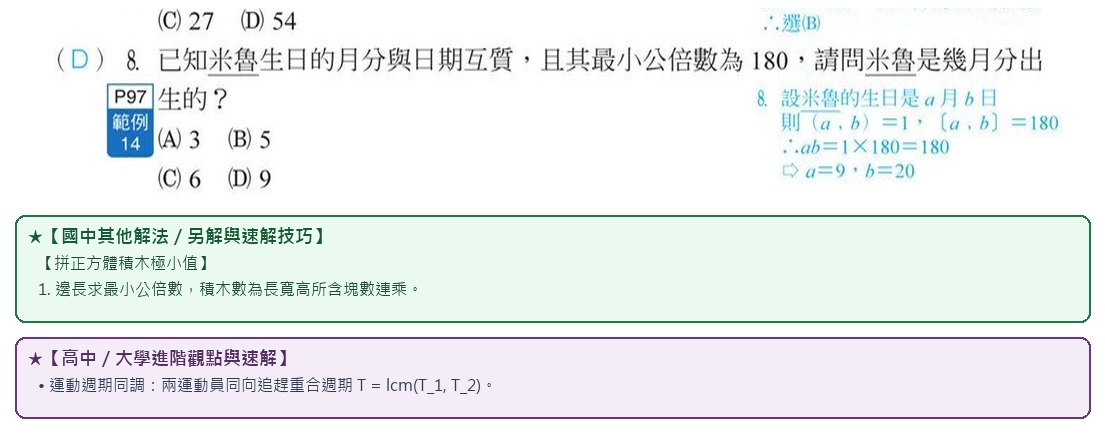 (C) 27 (D) 54
∴選(B)
( D ) 8. 已知米魯生日的月分與日期互質,且其最小公倍數為 180,請問米魯是幾月分出
生的?
P97
範例
14
(A) 3 (B) 5
(C) 6 (D) 9
8. 設米魯的生日是 a 月 b 日
則(a , b)=1,〔a , b〕=180
∴ab=1×180=180
⇨ a=9,b=20
★【國中其他解法 / 另解與速解技巧】
【拼正方體積木極小值】
1. 邊長求最小公倍數,積木數為長寬高所含塊數連乘。
★【高中 / 大學進階觀點與速解】
• 運動週期同調:兩運動員同向追趕重合週期 T = lcm(T_1, T_2)。